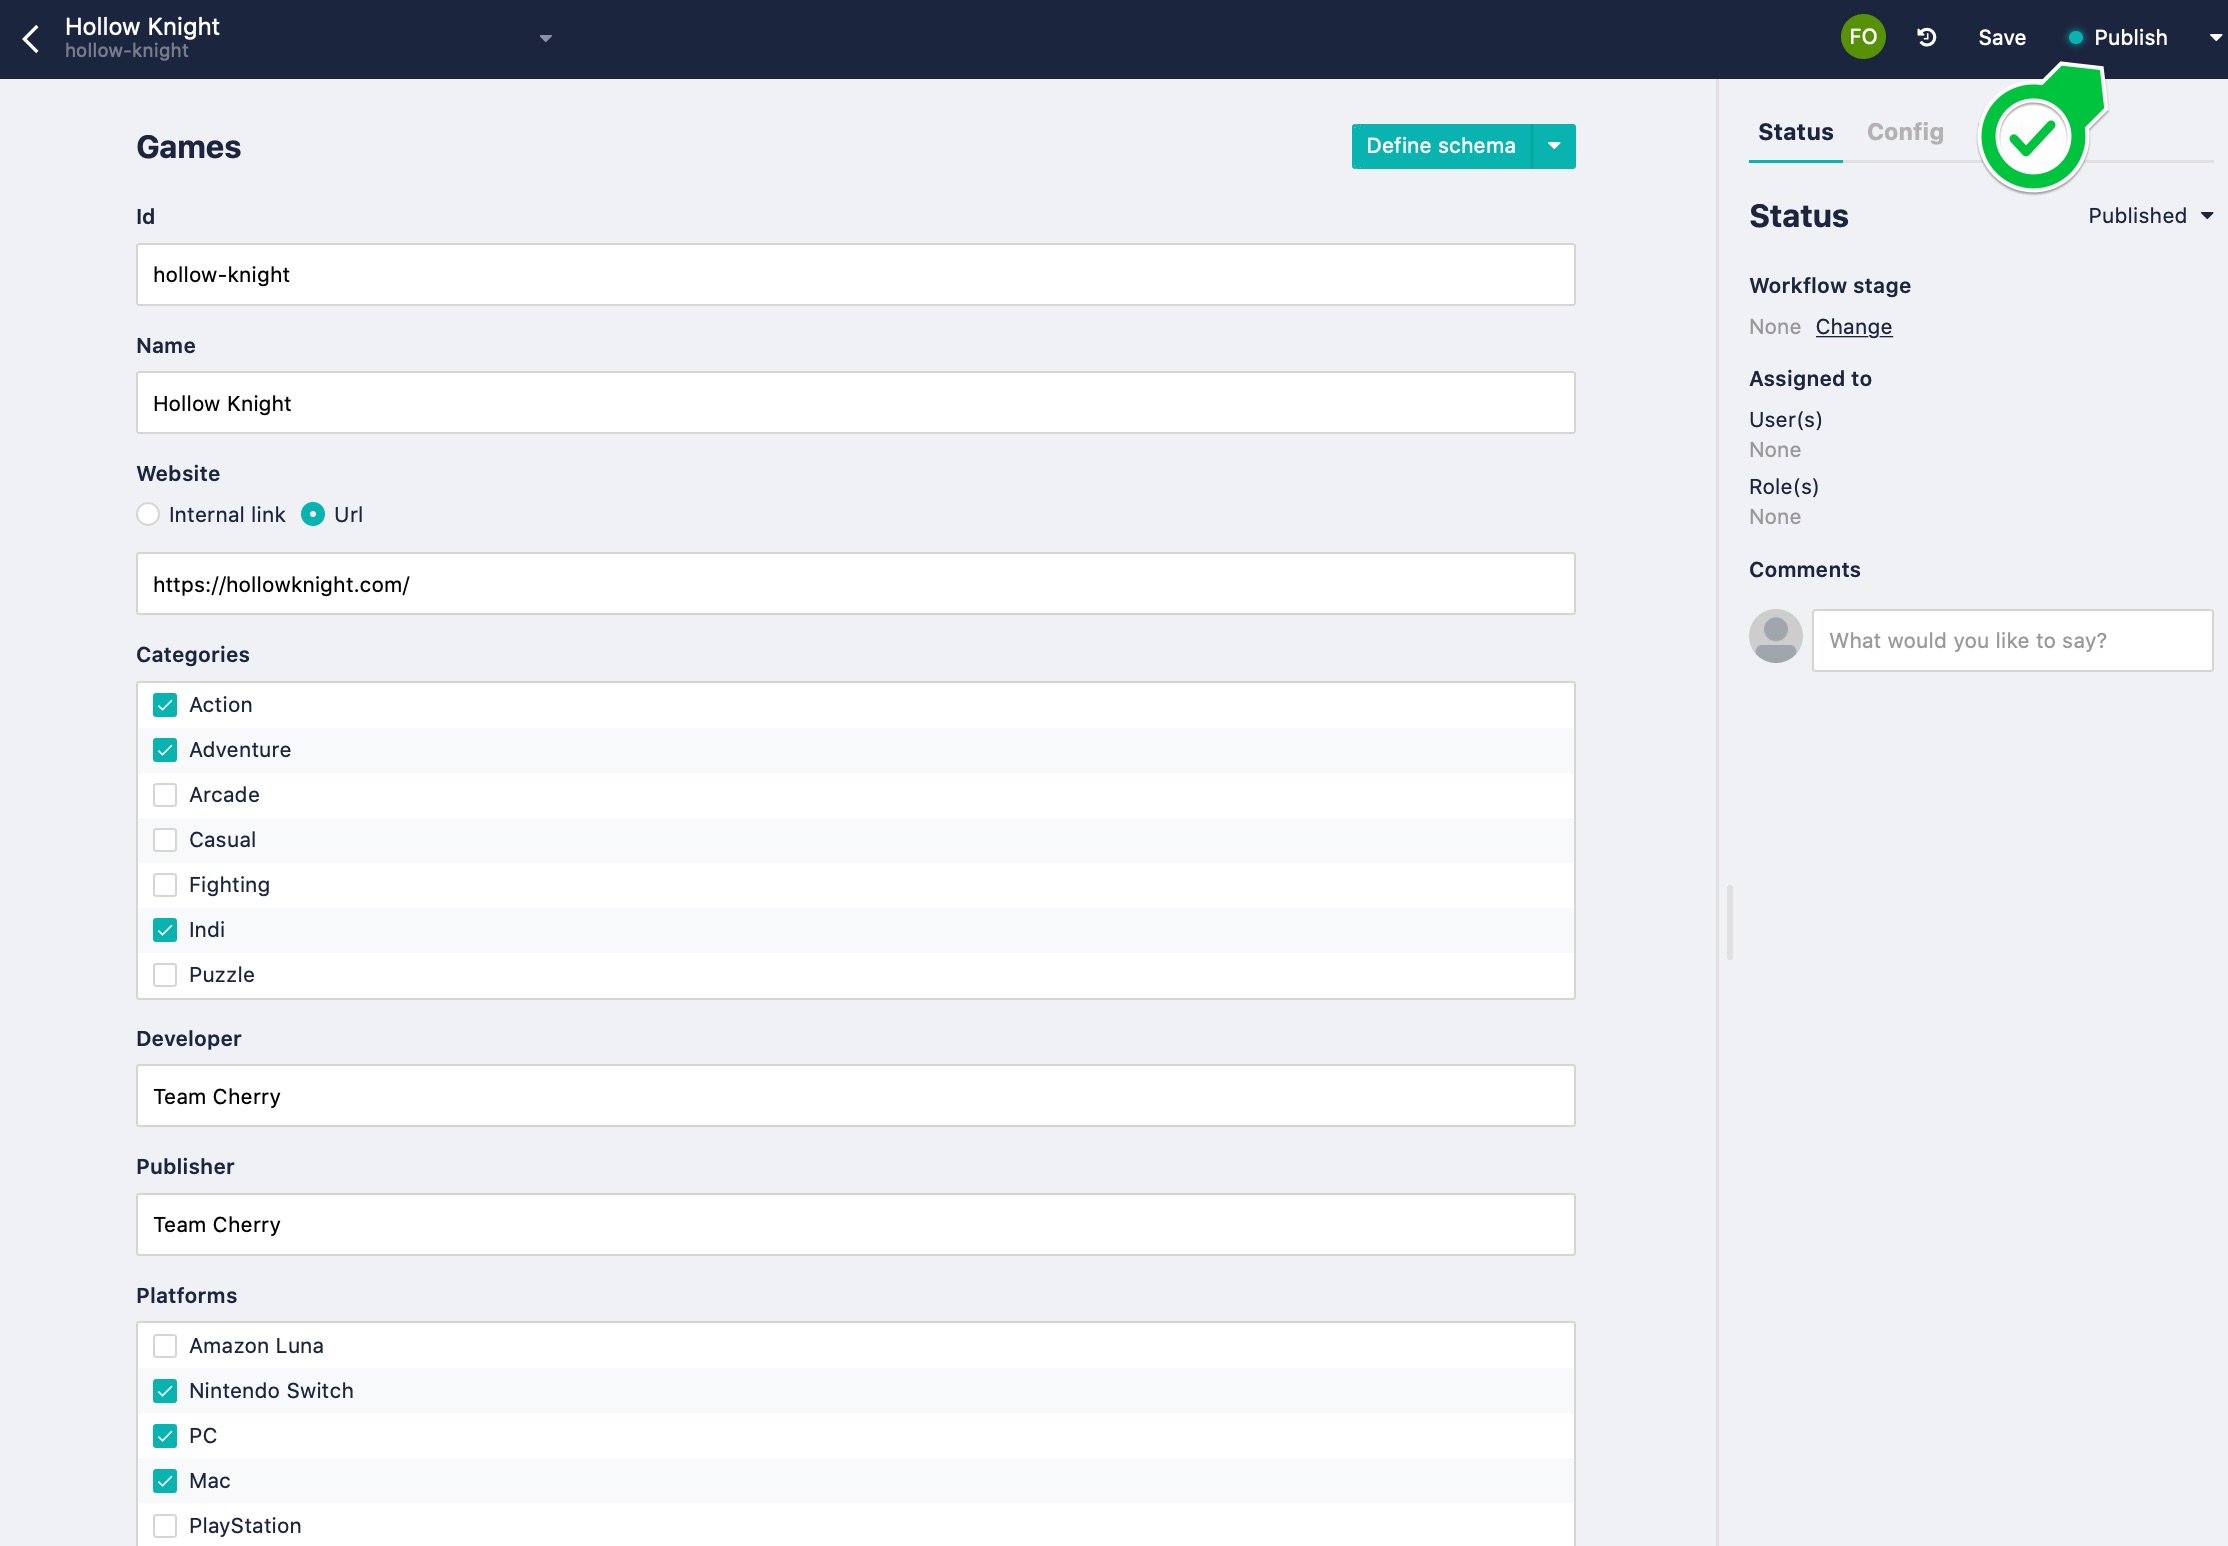 Hollow Knight
hollow-knight
FO
Save
Publish
Games
Define schema
Id
hollow-knight
Name
Hollow Knight
Website
Internal link
Url
https://hollowknight.com/
Categories
Action
Adventure
Arcade
Casual
Fighting
Indi
Puzzle
Developer
Team Cherry
Publisher
Team Cherry
Platforms
Amazon Luna
Nintendo Switch
PC
Mac
PlayStation
Status
Config
Status
Published
Workflow stage
None Change
Assigned to
User(s)
None
Role(s)
None
Comments
What would you like to say?